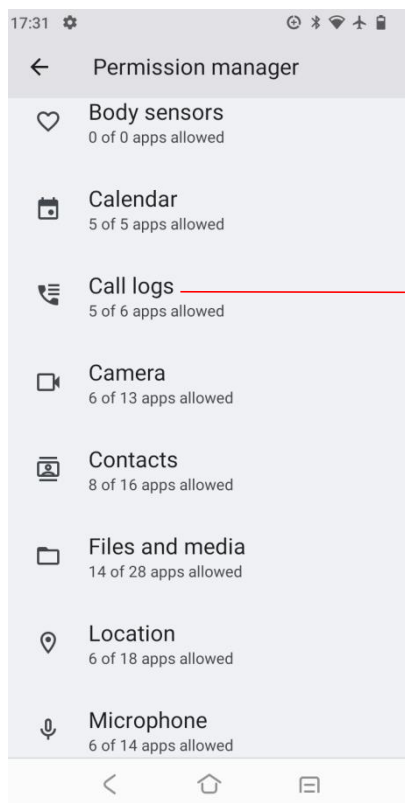 17:31
Permission manager
Body sensors
0 of 0 apps allowed
Calendar
5 of 5 apps allowed
Call logs
5 of 6 apps allowed
Camera
6 of 13 apps allowed
Contacts
8 of 16 apps allowed
Files and media
14 of 28 apps allowed
Location
6 of 18 apps allowed
Microphone
6 of 14 apps allowed